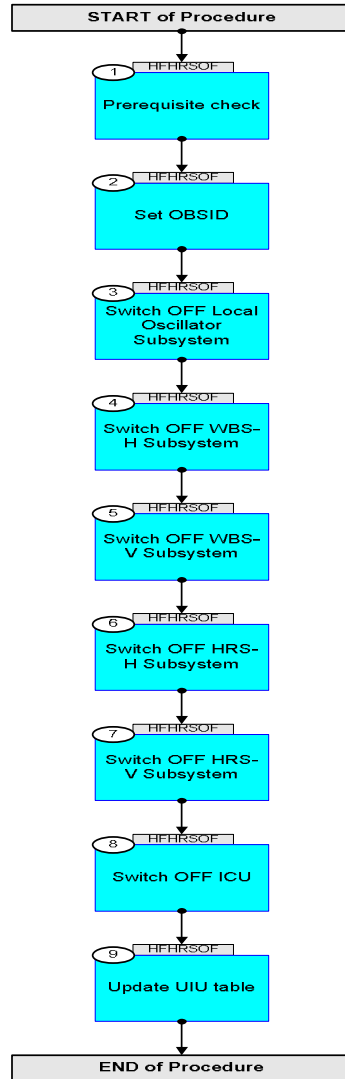 START of Procedure
HFHRSOF
1
Prerequisite check
HFHRSOF
2
Set OBSID
HFHRSOF
3
Switch OFF Local
Oscillator
Subsystem
HFHRSOF
4
Switch OFF WBS-
H Subsystem
HFHRSOF
5
Switch OFF WBS-
V Subsystem
HFHRSOF
6
Switch OFF HRS-
H Subsystem
HFHRSOF
7
Switch OFF HRS-
V Subsystem
HFHRSOF
8
Switch OFF ICU
HFHRSOF
9
Update UIU table
END of Procedure